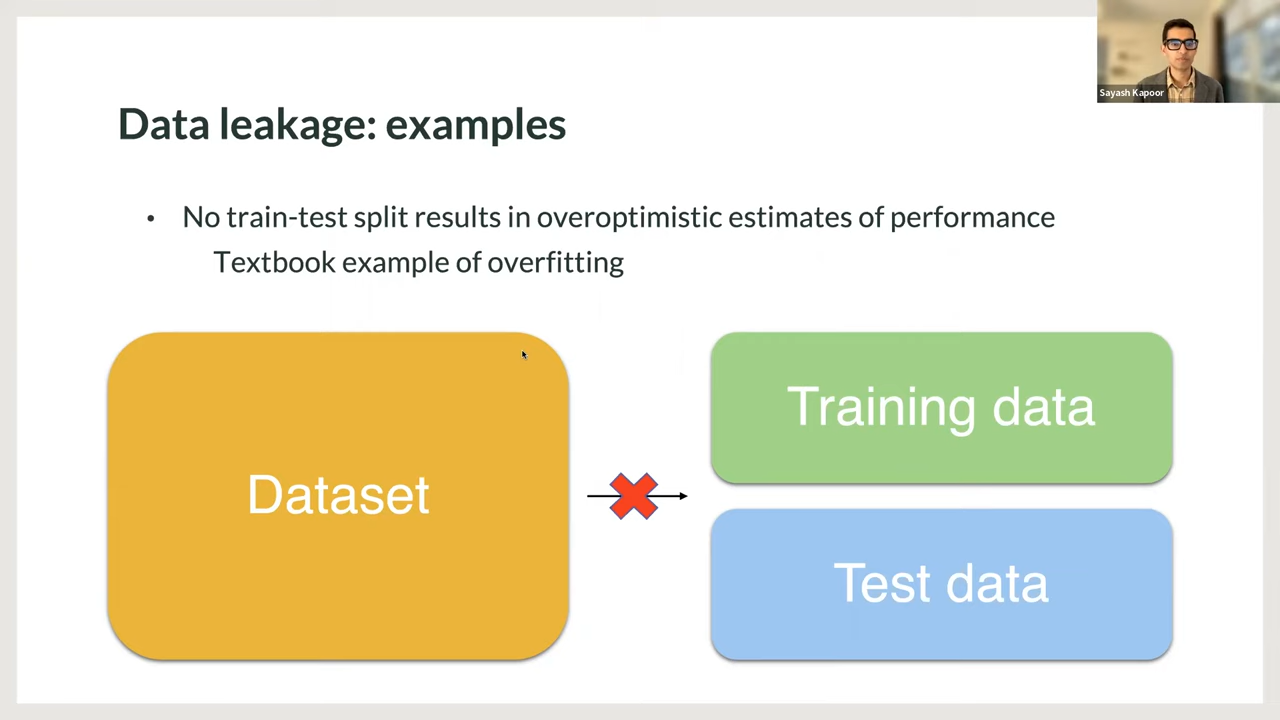 Sayash Kapoor
Data leakage: examples
• No train-test split results in overoptimistic estimates of performance
Textbook example of overfitting
Dataset
Training data
Test data